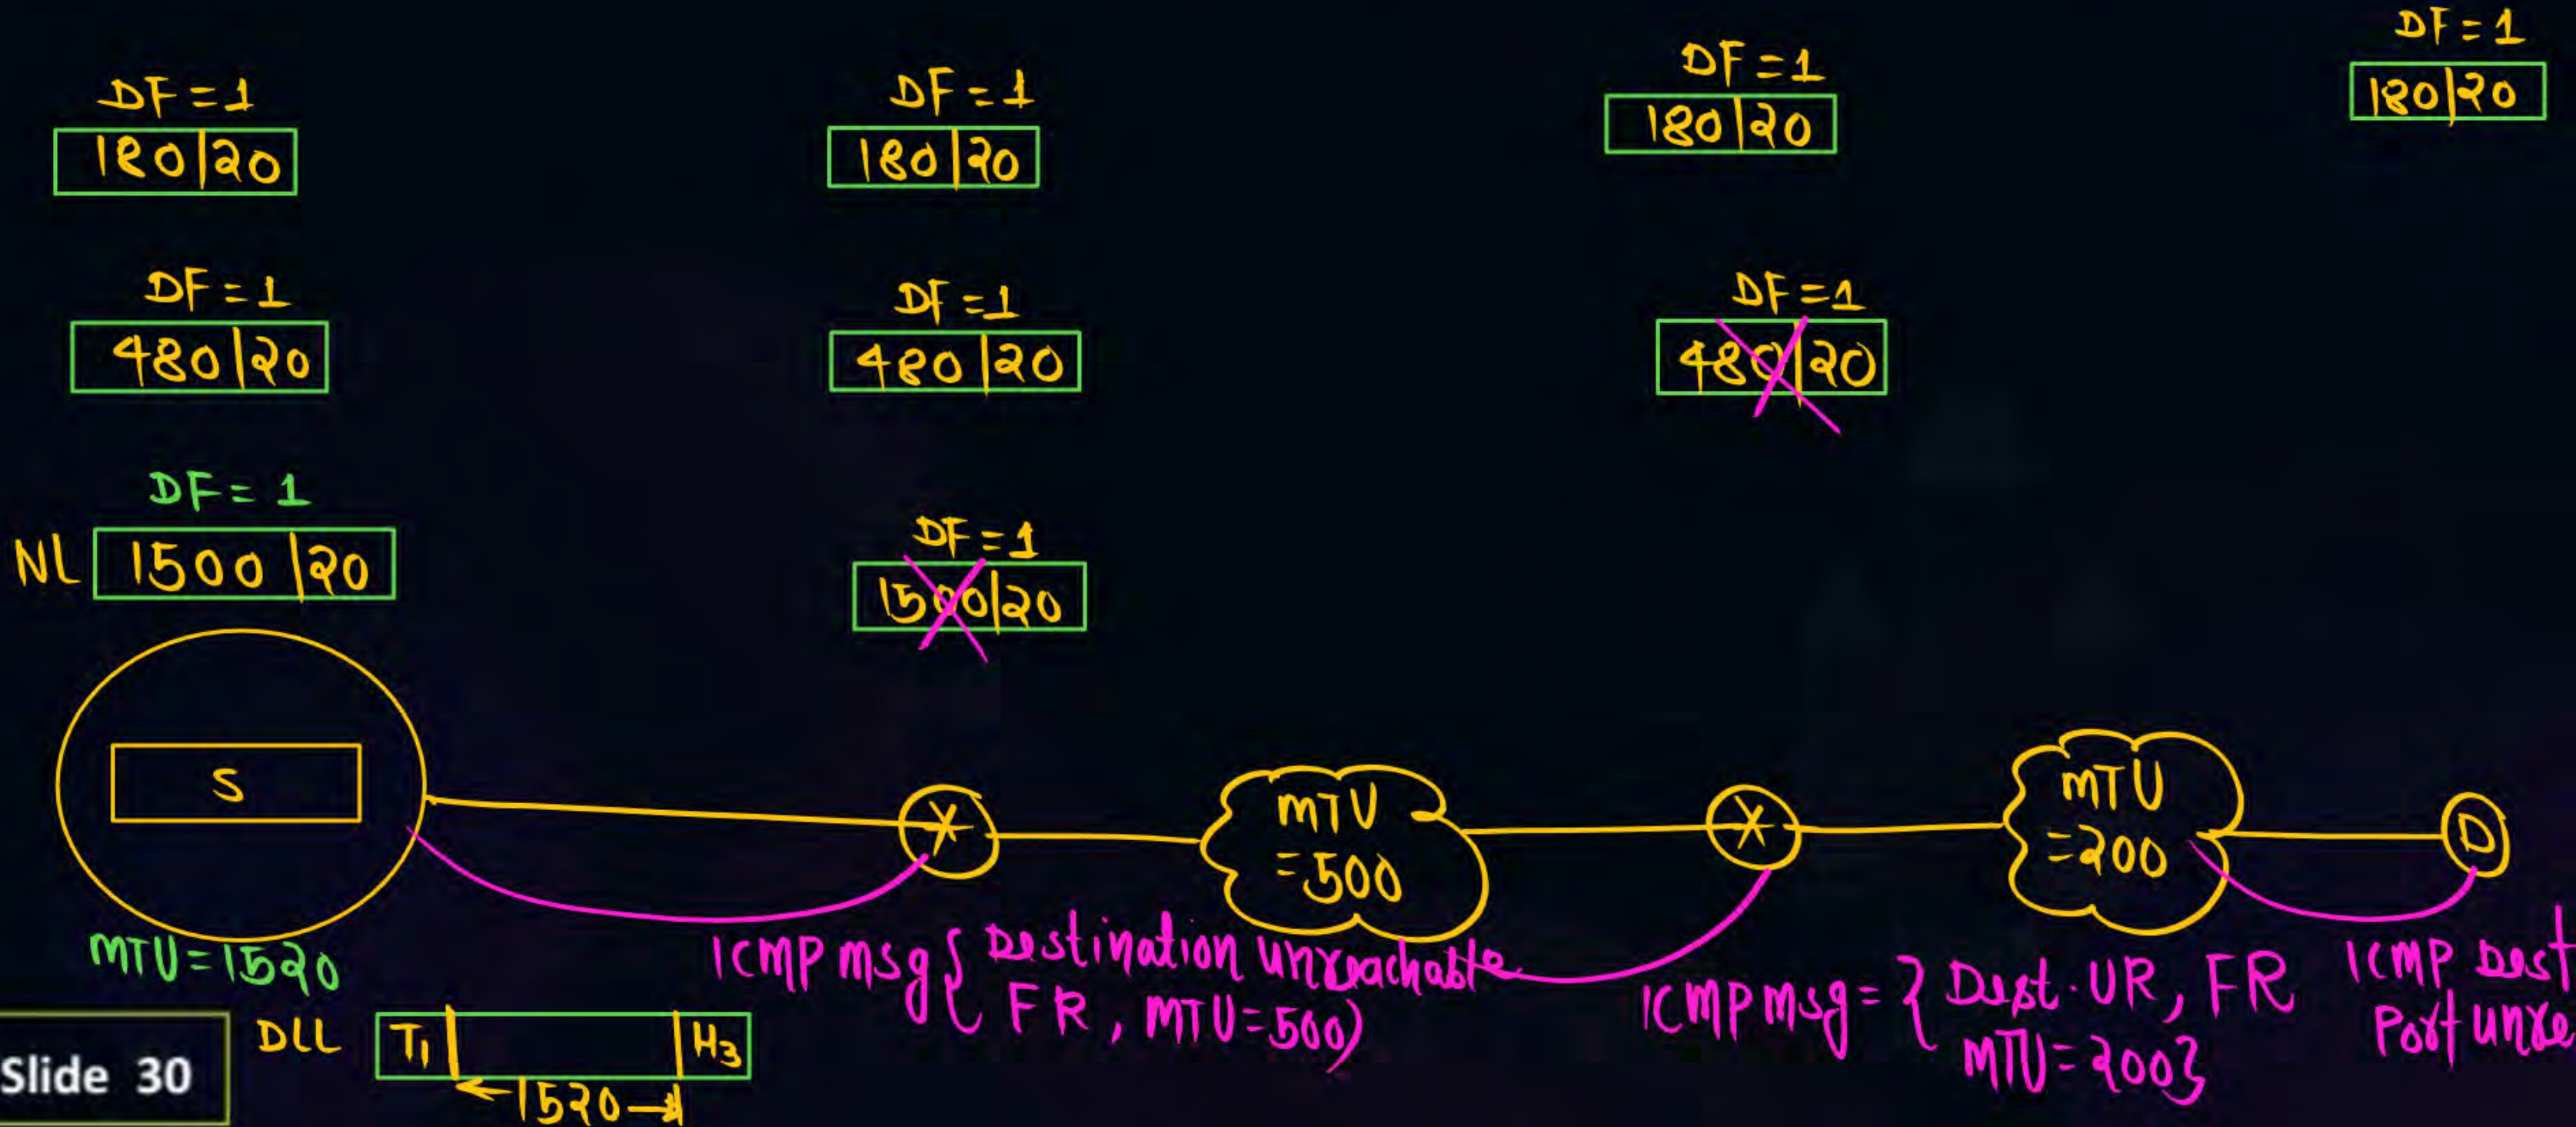 DF = 1
180|20
DF = 1
180|20
DF = 1
180|20
DF = 1
180|20
DF = 1
480|20
DF = 1
480|20
DF = 1
480|20
DF = 1
NL 1500|20
DF = 1
1500|20
S
X
MTU
=500
X
MTU
=200
D
MTU=1520
ICMP msg { Destination unreachable
FR, MTU=500)
ICMP msg = { Dest. UR, FR
MTU=200}
ICMP Dest
Port unre
Slide 30
DLL T1 H3
1520